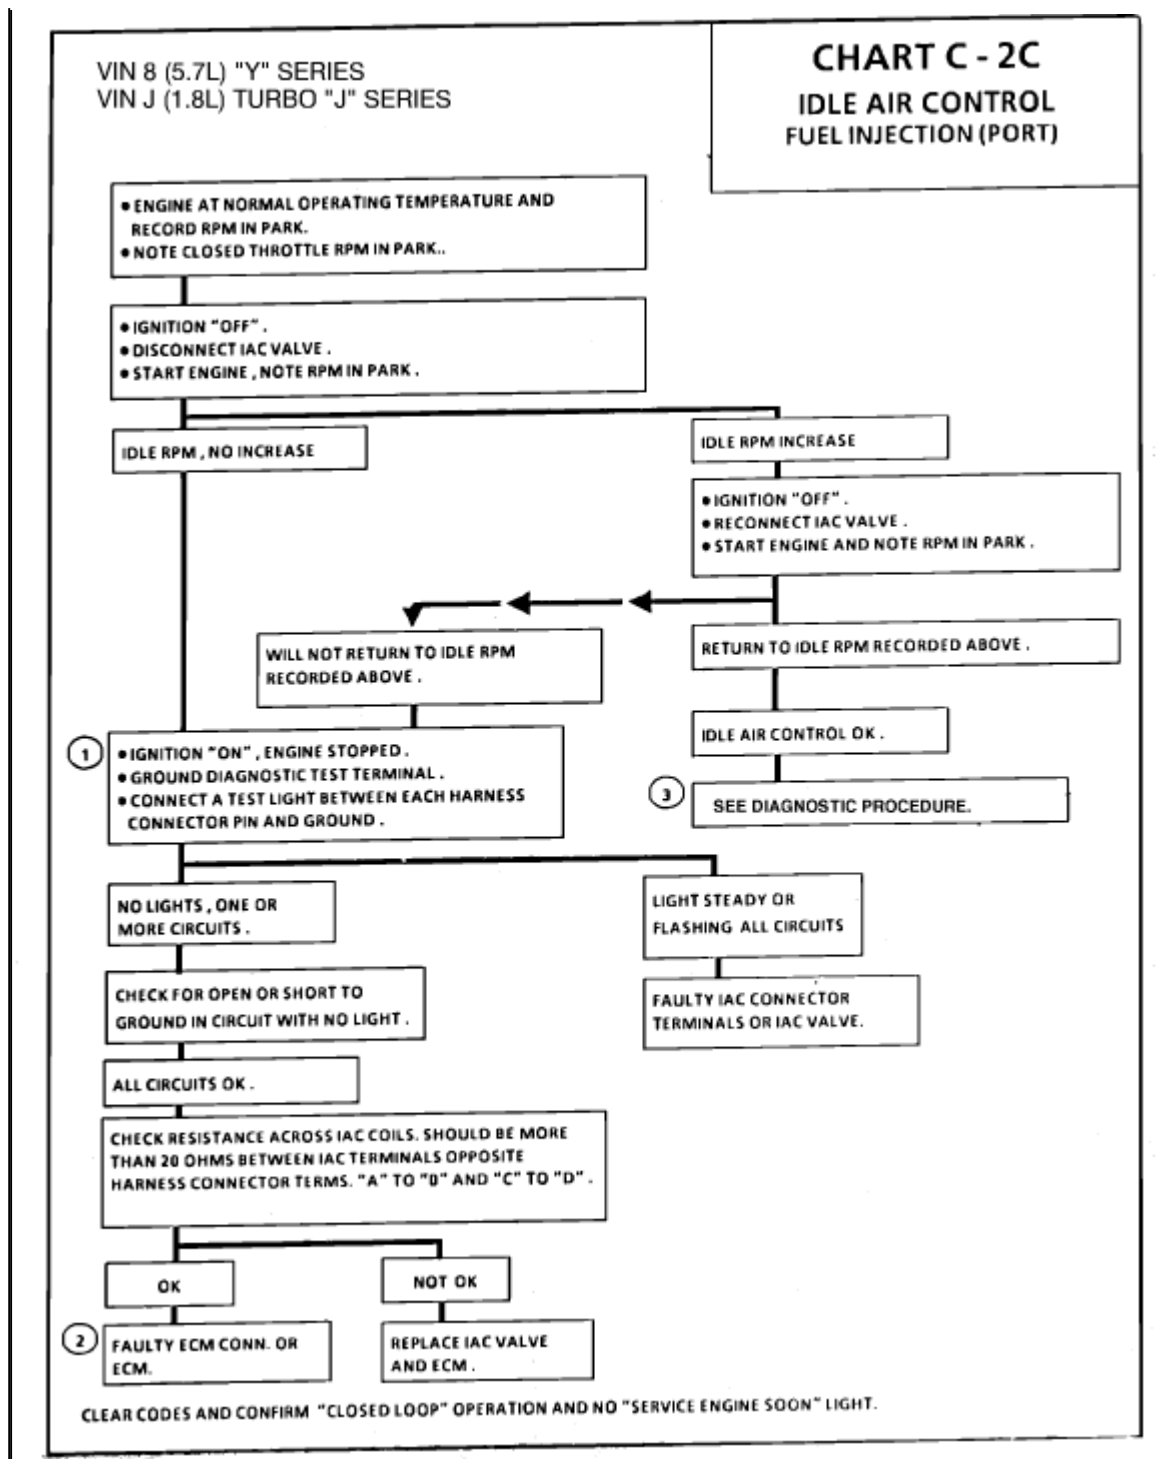 VIN 8 (5.7L) "Y" SERIES
VIN J (1.8L) TURBO "J" SERIES
CHART C - 2C
IDLE AIR CONTROL
FUEL INJECTION (PORT)
• ENGINE AT NORMAL OPERATING TEMPERATURE AND
RECORD RPM IN PARK.
• NOTE CLOSED THROTTLE RPM IN PARK..
• IGNITION "OFF".
• DISCONNECT IAC VALVE.
• START ENGINE, NOTE RPM IN PARK.
IDLE RPM, NO INCREASE
IDLE RPM INCREASE
• IGNITION "OFF".
• RECONNECT IAC VALVE.
• START ENGINE AND NOTE RPM IN PARK.
WILL NOT RETURN TO IDLE RPM
RECORDED ABOVE.
RETURN TO IDLE RPM RECORDED ABOVE.
IDLE AIR CONTROL OK.
1
• IGNITION "ON", ENGINE STOPPED.
• GROUND DIAGNOSTIC TEST TERMINAL.
• CONNECT A TEST LIGHT BETWEEN EACH HARNESS
CONNECTOR PIN AND GROUND.
3
SEE DIAGNOSTIC PROCEDURE.
NO LIGHTS, ONE OR
MORE CIRCUITS.
LIGHT STEADY OR
FLASHING ALL CIRCUITS
CHECK FOR OPEN OR SHORT TO
GROUND IN CIRCUIT WITH NO LIGHT.
FAULTY IAC CONNECTOR
TERMINALS OR IAC VALVE.
ALL CIRCUITS OK.
CHECK RESISTANCE ACROSS IAC COILS. SHOULD BE MORE
THAN 20 OHMS BETWEEN IAC TERMINALS OPPOSITE
HARNESS CONNECTOR TERMS. "A" TO "B" AND "C" TO "D".
OK
NOT OK
2
FAULTY ECM CONN. OR
ECM.
REPLACE IAC VALVE
AND ECM.
CLEAR CODES AND CONFIRM "CLOSED LOOP" OPERATION AND NO "SERVICE ENGINE SOON" LIGHT.